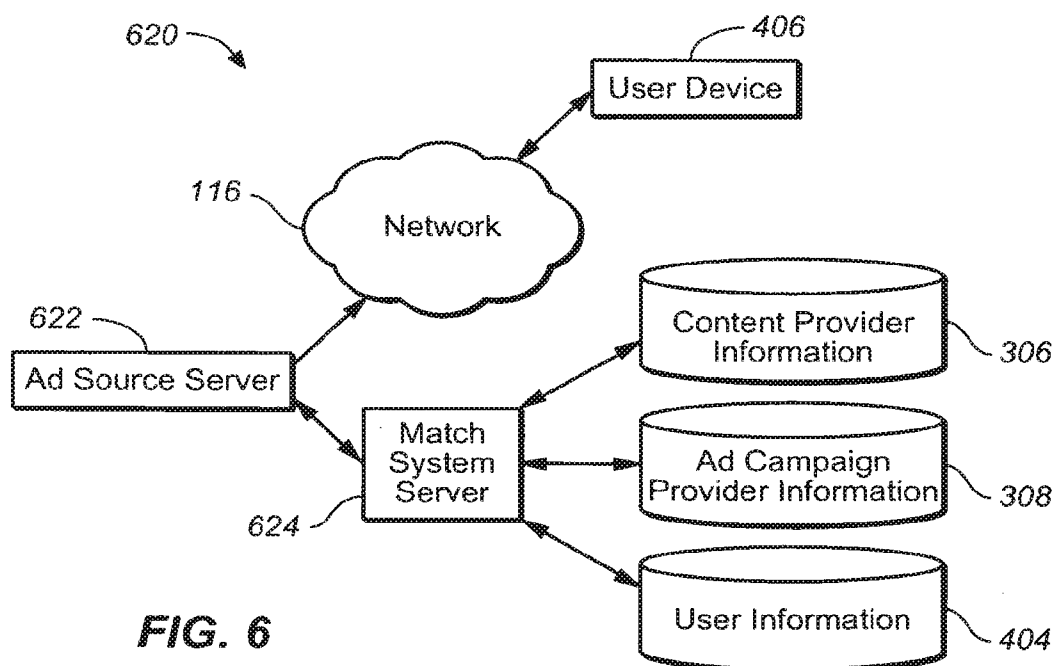 620
406
User Device
116
Network
622
Ad Source Server
Content Provider
Information
306
Match
System
Server
624
Ad Campaign
Provider Information
308
User Information
404
FIG. 6